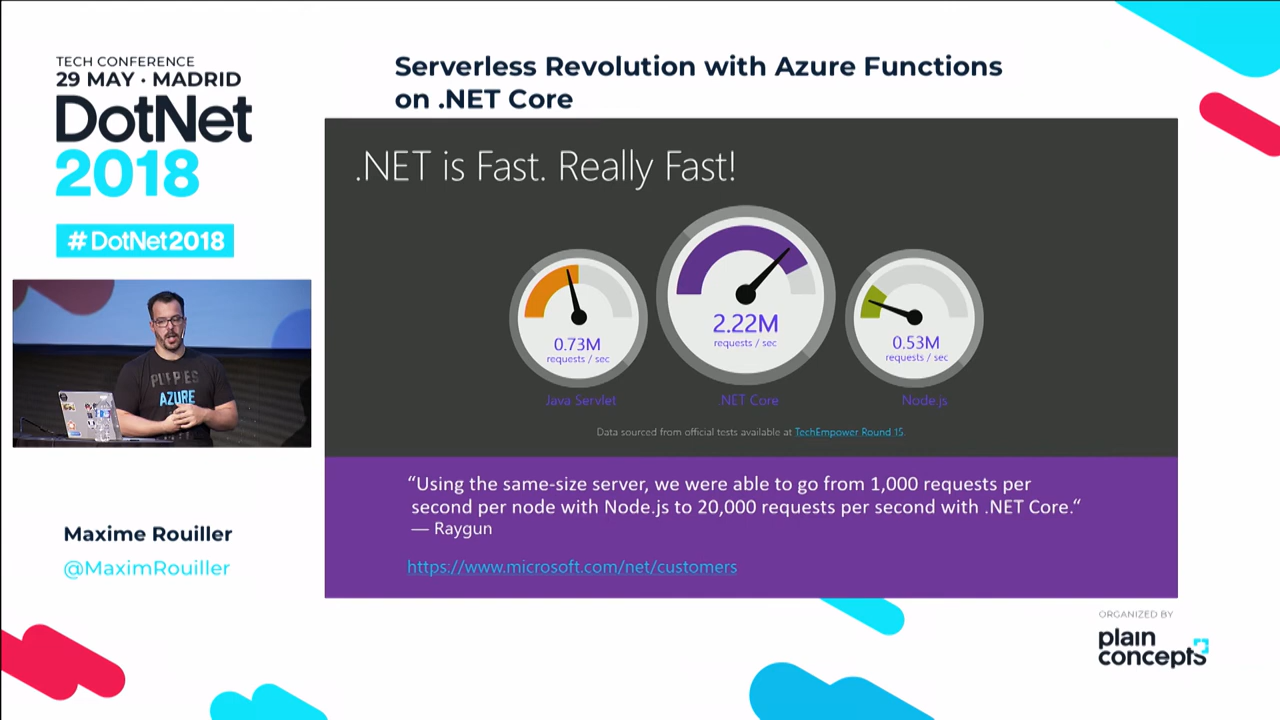 TECH CONFERENCE
29 MAY · MADRID
DotNet
2018
#DotNet2018
Serverless Revolution with Azure Functions
on .NET Core
.NET is Fast. Really Fast!
0.73M
requests / sec
Java Servlet
2.22M
requests / sec
.NET Core
0.53M
requests / sec
Node.js
Data sourced from official tests available at TechEmpower Round 15.
“Using the same-size server, we were able to go from 1,000 requests per
second per node with Node.js to 20,000 requests per second with .NET Core.“
— Raygun
https://www.microsoft.com/net/customers
AZURE
Maxime Rouiller
@MaximRouiller
ORGANIZED BY
plain
concepts